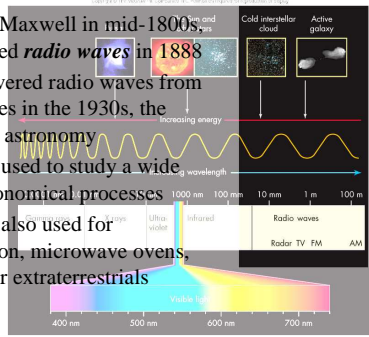 Maxwell in mid-1800s,
ed radio waves in 1888
vered radio waves from
es in the 1930s, the
astronomy
used to study a wide
onomical processes
also used for
on, microwave ovens,
r extraterrestrials
Cold interstellar
cloud
Active
galaxy
Increasing energy
Increasing wavelength
1000 nm
100 mm
10 mm
1 m
100 m
Gamma rays
X rays
Ultra-
violet
Infrared
Radio waves
Radar TV FM
AM
Visible light
400 nm
500 nm
600 nm
700 nm